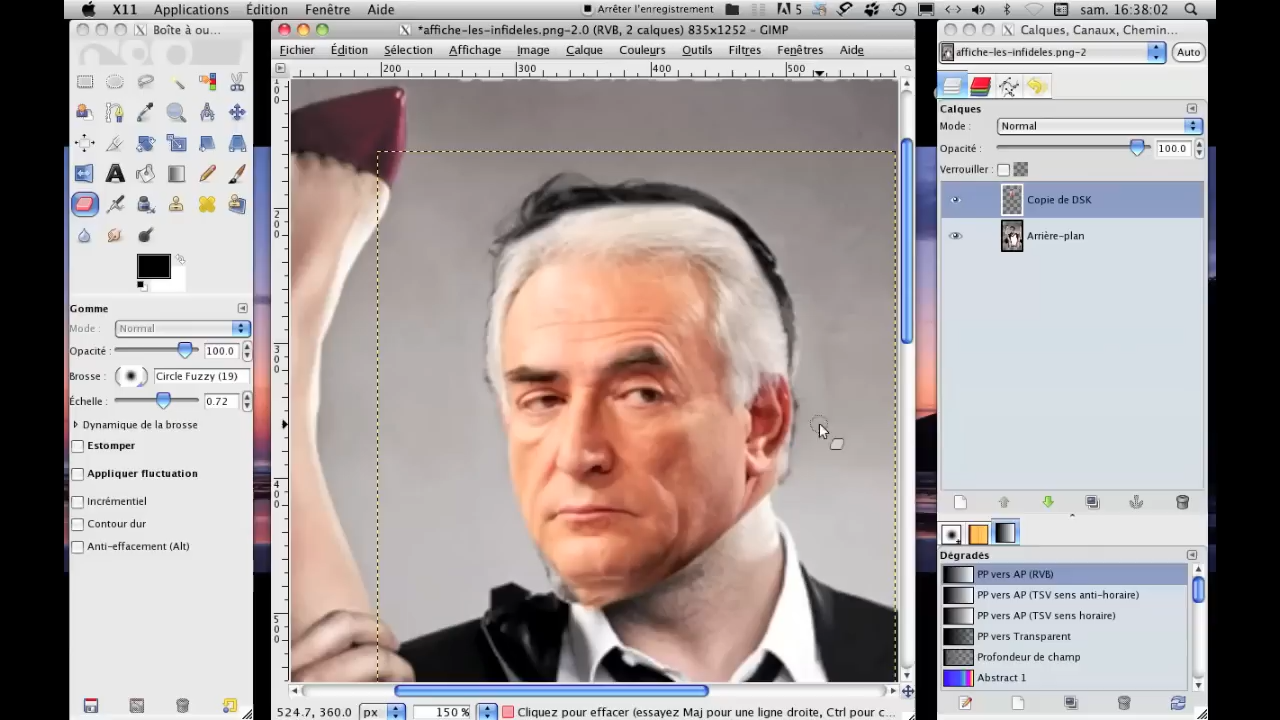 X11 Applications Édition Fenêtre Aide Arrêter l'enregistrement 5 sam. 16:38:02
Boîte à ou...
*affiche-les-infideles.png-2.0 (RVB, 2 calques) 835x1252 – GIMP
Calques, Canaux, Chemin...
Fichier Édition Sélection Affichage Image Calque Couleurs Outils Filtres Fenêtres Aide
affiche-les-infideles.png-2 Auto
200 300 400 500
100
200
300
400
500
Calques
Mode : Normal
Opacité : 100.0
Verrouiller :
Copie de DSK
Arrière-plan
Gomme
Mode : Normal
Opacité : 100.0
Brosse : Circle Fuzzy (19)
Échelle : 0.72
Dynamique de la brosse
Estomper
Appliquer fluctuation
Incrémentiel
Contour dur
Anti-effacement (Alt)
Dégradés
PP vers AP (RVB)
PP vers AP (TSV sens anti-horaire)
PP vers AP (TSV sens horaire)
PP vers Transparent
Profondeur de champ
Abstract 1
524.7, 360.0 px 150 % Cliquez pour effacer (essayez Maj pour une ligne droite, Ctrl pour c...